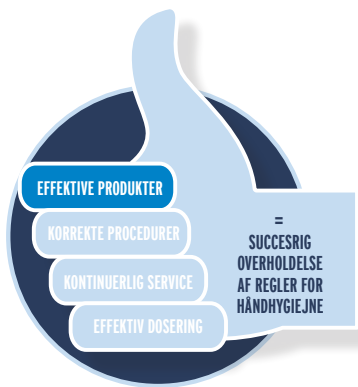 EFFEKTIVE PRODUKTER
KORREKTE PROCEDURER
KONTINUERLIG SERVICE
EFFEKTIV DOSERING
=
SUCCESRIG
OVERHOLDELSE
AF REGLER FOR
HÅNDHYGIEJNE